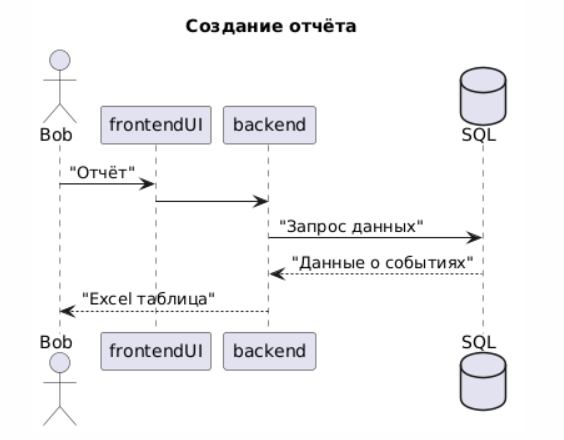 Создание отчёта
Bob
frontendUI
backend
SQL
"Отчёт"
"Запрос данных"
"Данные о событиях"
"Excel таблица"
Bob
frontendUI
backend
SQL